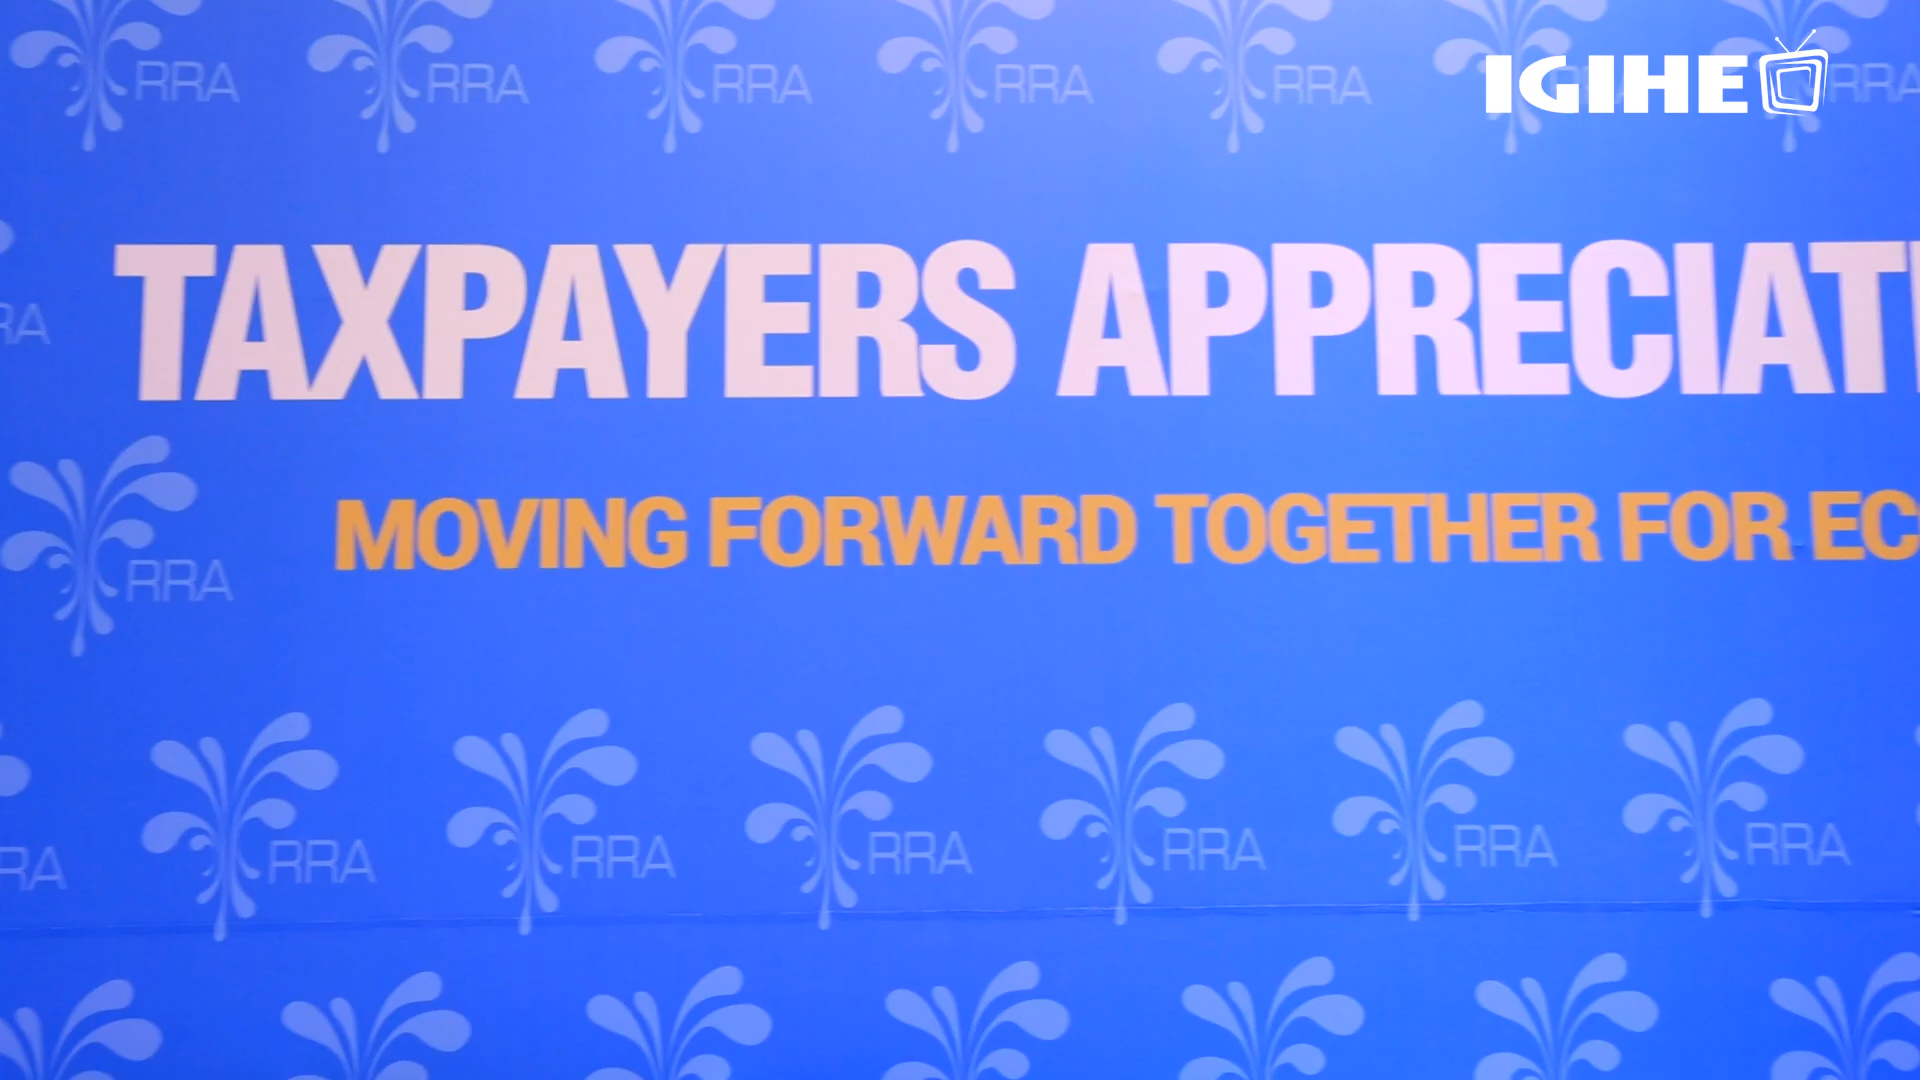 RRA RRA RRA RRA RRA RRA
IGIHE
TAXPAYERS APPRECIATI
RA
MOVING FORWARD TOGETHER FOR EC
RRA
RA RRA RRA RRA RRA RRA RRA